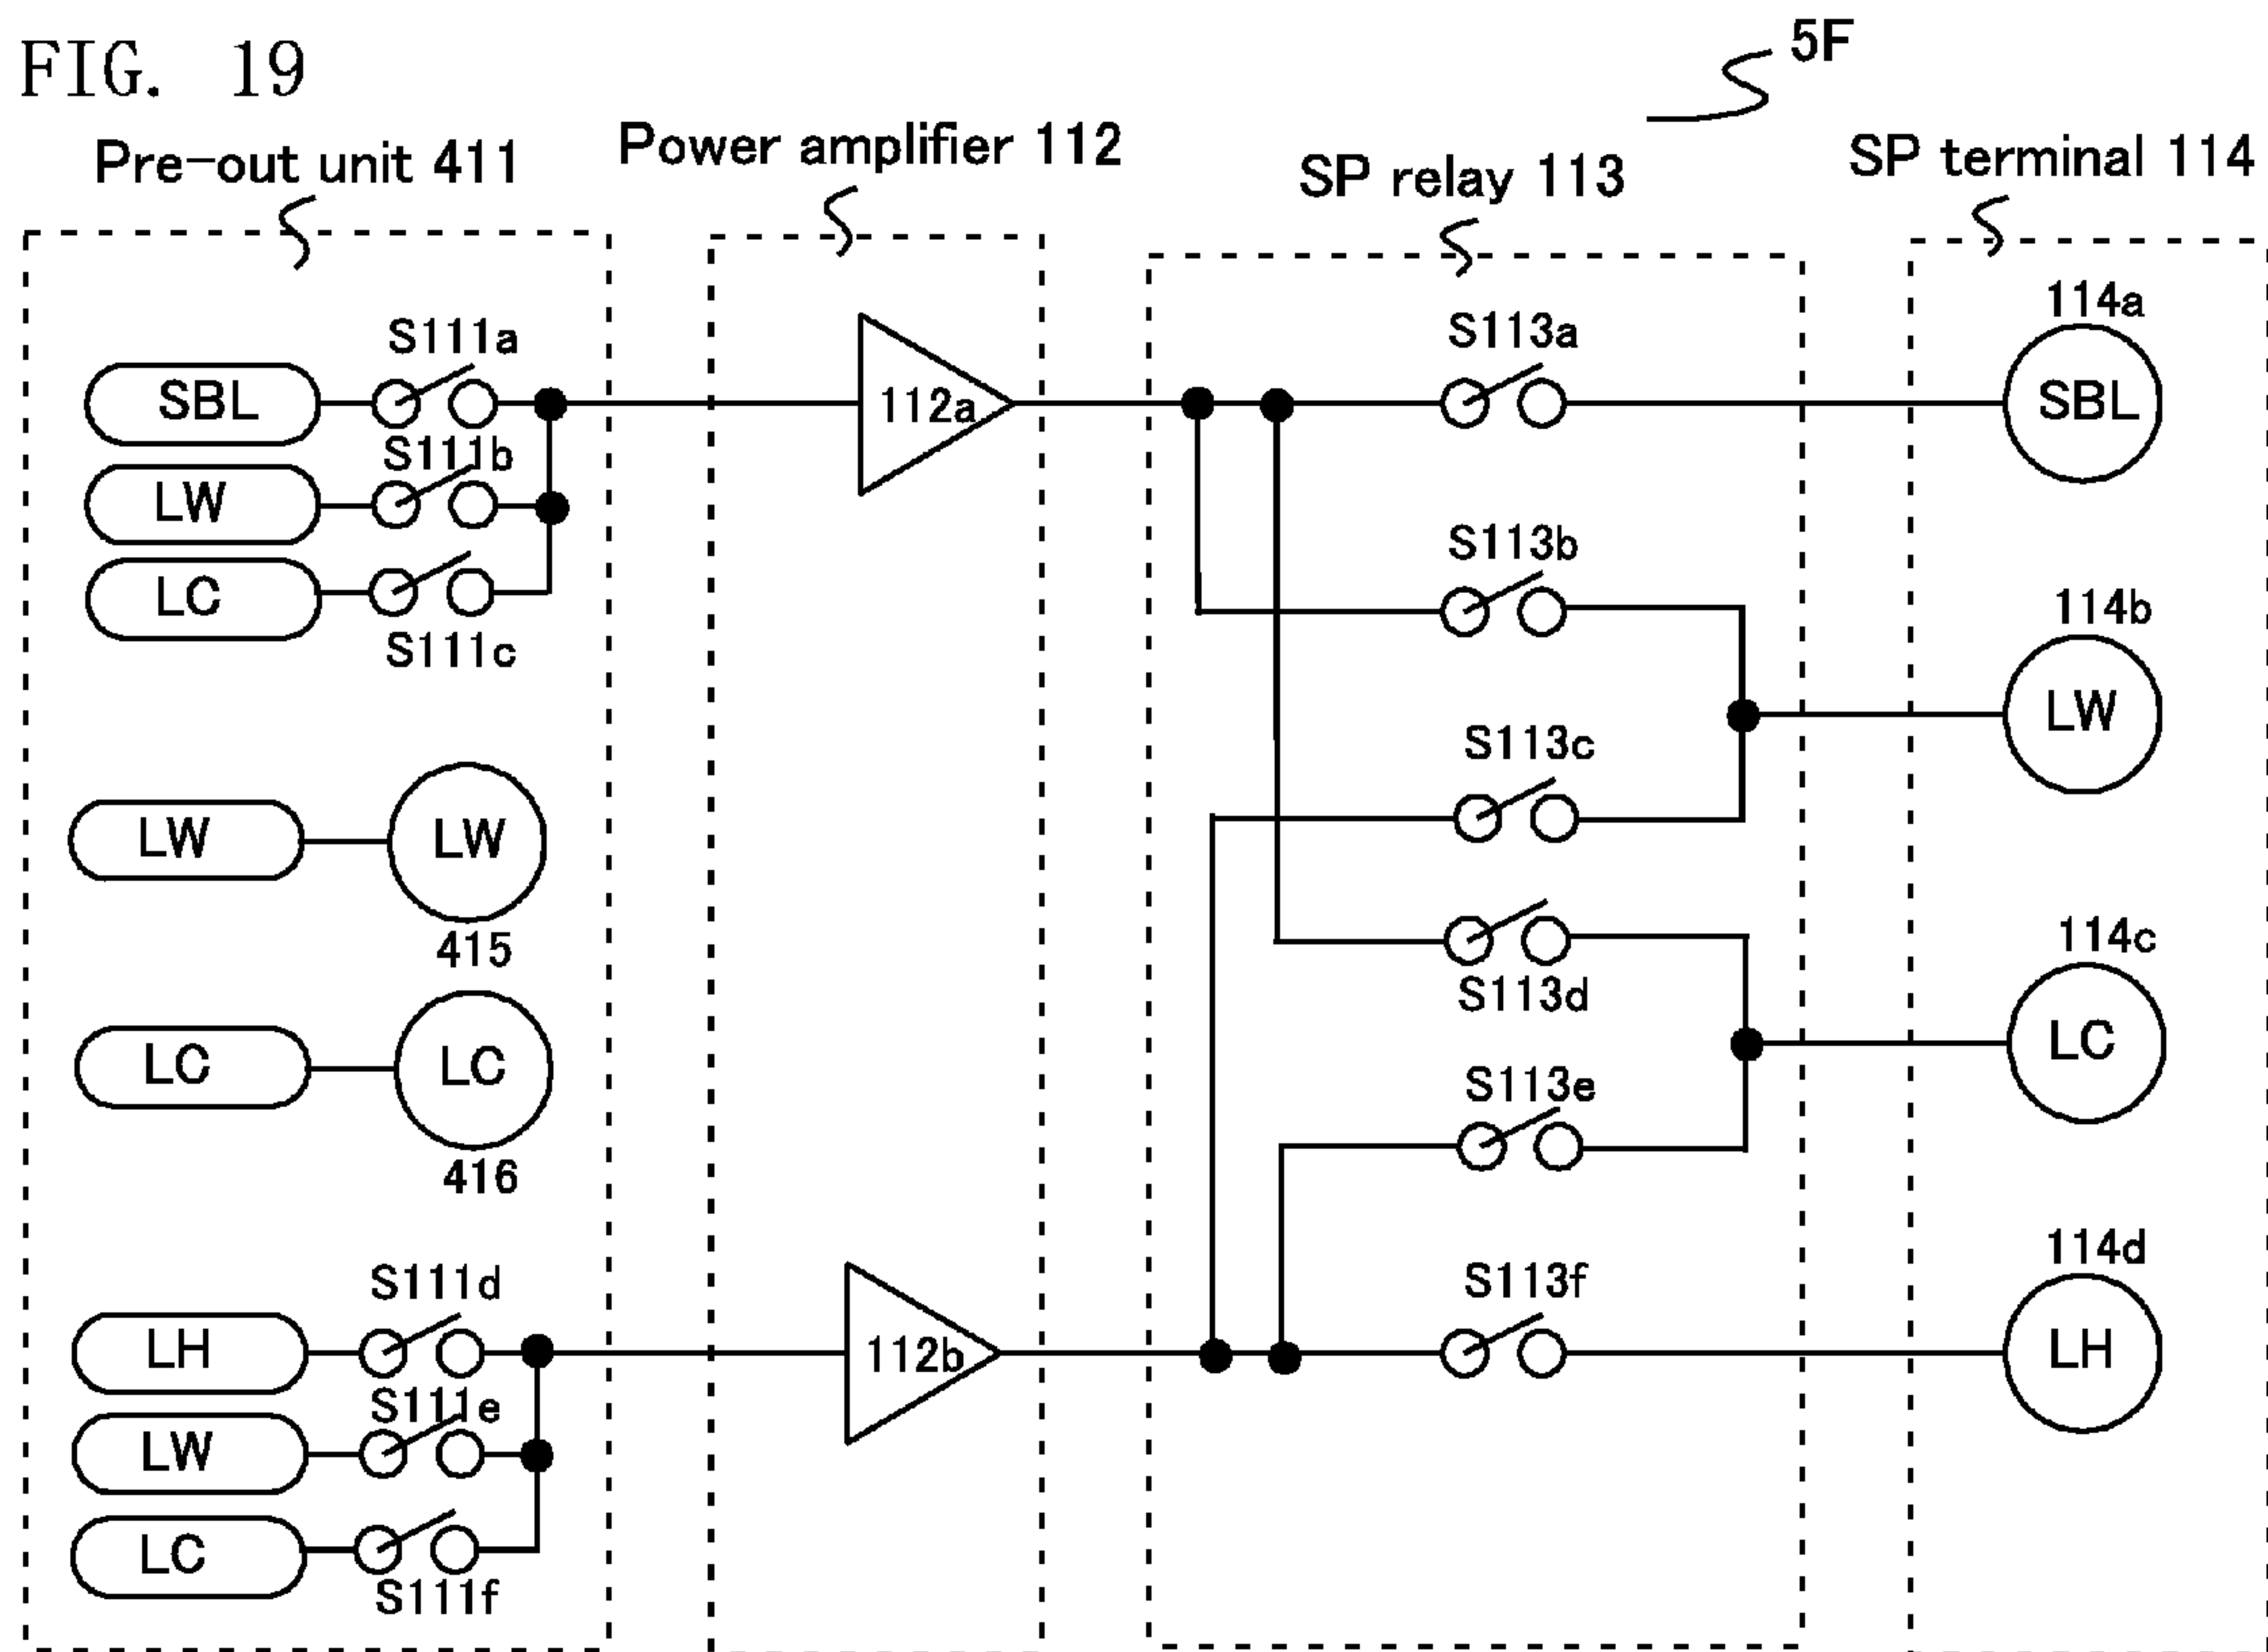 FIG. 19
5F
Pre-out unit 411
Power amplifier 112
SP relay 113
SP terminal 114
S111a
SBL
S111b
LW
LC
S111c
LW
LW
415
LC
LC
416
S111d
LH
S111e
LW
LC
S111f
112a
112b
S113a
S113b
S113c
S113d
S113e
S113f
114a
SBL
114b
LW
114c
LC
114d
LH